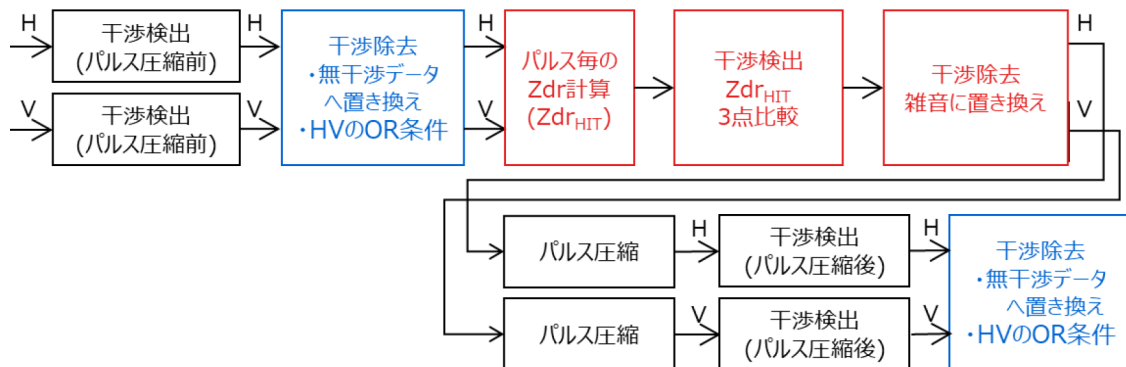 H
干渉検出
(パルス圧縮前)
H
V
干渉検出
(パルス圧縮前)
V
干渉除去
・無干渉データ
へ置き換え
・HVのOR条件
H
V
パルス毎の
Zdr計算
(ZdrHIT)
干渉検出
ZdrHIT
3点比較
干渉除去
雑音に置き換え
H
V
パルス圧縮
H
干渉検出
(パルス圧縮後)
H
パルス圧縮
V
干渉検出
(パルス圧縮後)
V
干渉除去
・無干渉データ
へ置き換え
・HVのOR条件